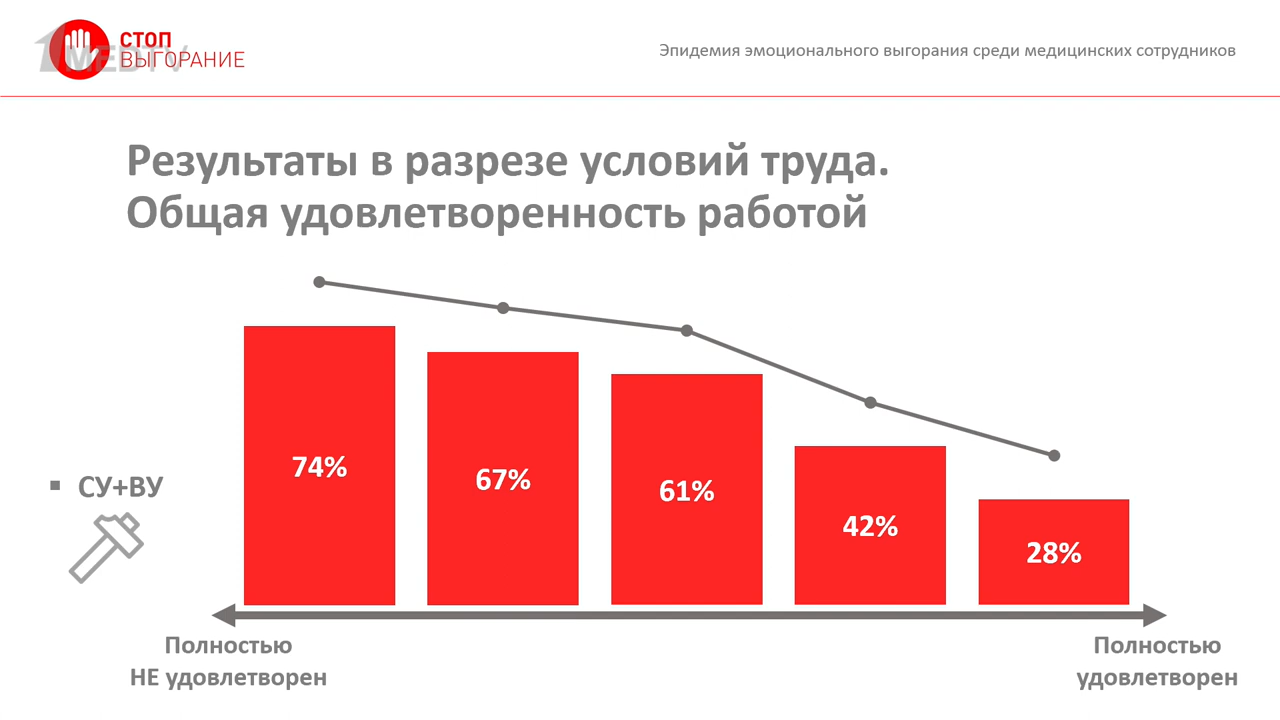 СТОП
ВЫГОРАНИЕ
MEDTV
Эпидемия эмоционального выгорания среди медицинских сотрудников
Результаты в разрезе условий труда.
Общая удовлетворенность работой
74%
67%
61%
42%
28%
▪ СУ+ВУ
Полностью
НЕ удовлетворен
Полностью
удовлетворен